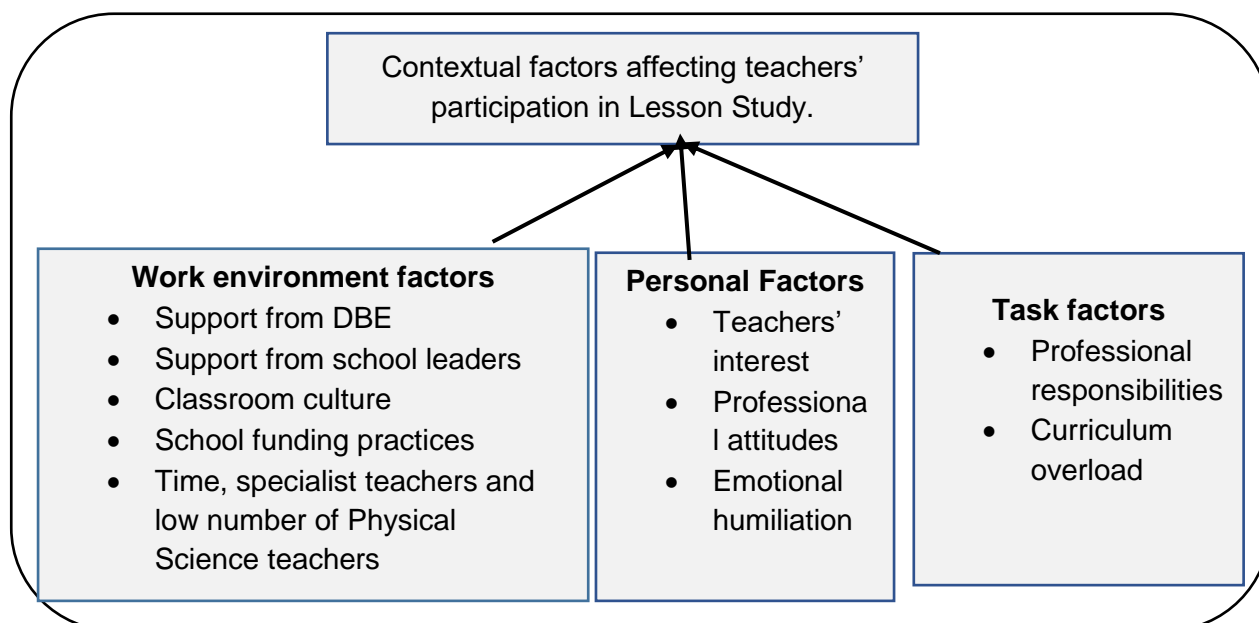 Contextual factors affecting teachers’
participation in Lesson Study.
Work environment factors
• Support from DBE
• Support from school leaders
• Classroom culture
• School funding practices
• Time, specialist teachers and
low number of Physical
Science teachers
Personal Factors
• Teachers’
interest
• Professiona
l attitudes
• Emotional
humiliation
Task factors
• Professional
responsibilities
• Curriculum
overload